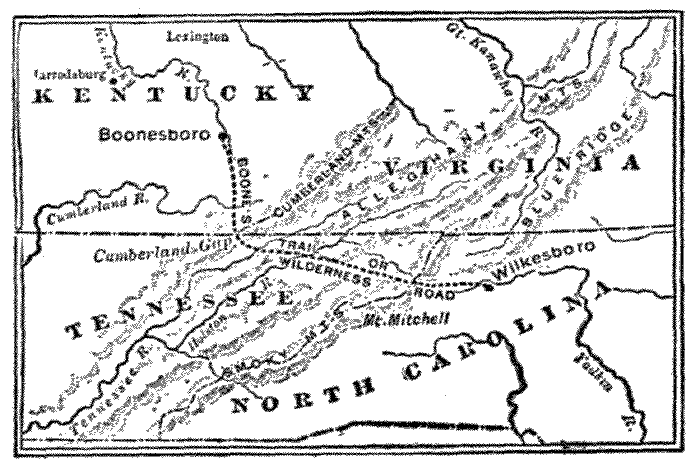 Lexington
Gt. Kanawha
R.
Harrodsburg
KENTUCKY
MTS
Boonesboro
BOONE'S
CUMBERLAND MTS.
ALLEGHANY
VIRGINIA
R.
BLUE RIDGE
Cumberland R.
Cumberland Gap
TRAIL
OR
WILDERNESS
ROAD
Wilkesboro
TENNESSEE
R.
Holston
Mt. Mitchell
SMOKY MTS
Tennessee R.
NORTH CAROLINA
Yadkin
R.